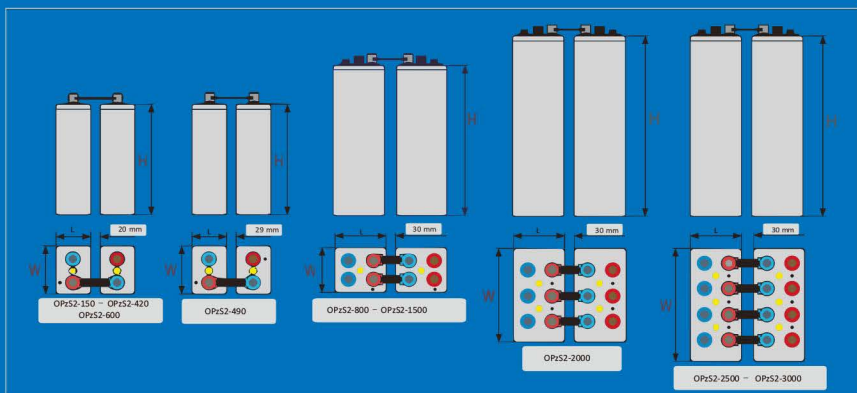 H
H
H
H
H
L
20 mm
L
29 mm
L
30 mm
L
30 mm
L
30 mm
W
W
W
W
W
OPzS2-150 – OPzS2-420
OPzS2-600
OPzS2-490
OPzS2-800 – OPzS2-1500
OPzS2-2000
OPzS2-2500 – OPzS2-3000